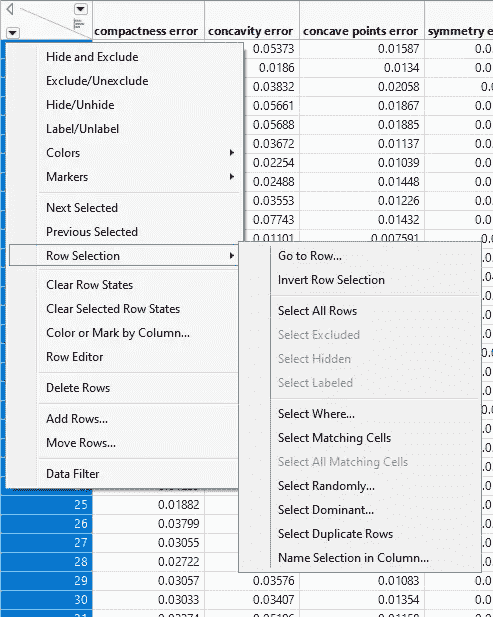 compactness error concavity error concave points error symmetry e
0.05373 0.01587 0.0
Hide and Exclude 0.0186 0.0134 0.0
Exclude/Unexclude 0.03832 0.02058 0.0
Hide/Unhide 0.05661 0.01867 0.0
Label/Unlabel 0.05688 0.01885 0.0
Colors 0.03672 0.01137 0.0
Markers 0.02254 0.01039 0.0
0.02488 0.01448 0.0
Next Selected 0.03553 0.01226 0.0
Previous Selected 0.07743 0.01432 0.0
0.01101 0.007591
Row Selection
Clear Row States
Clear Selected Row States
Color or Mark by Column...
Row Editor
Delete Rows
Add Rows...
Move Rows...
Data Filter
Go to Row...
Invert Row Selection
Select All Rows
Select Excluded
Select Hidden
Select Labeled
Select Where...
Select Matching Cells
Select All Matching Cells
Select Randomly...
Select Dominant...
Select Duplicate Rows
Name Selection in Column...
25 0.01882
26 0.03799
27 0.03055
28 0.02722
29 0.03057 0.03576 0.01083 0.0
30 0.03033 0.03407 0.01354 0.0